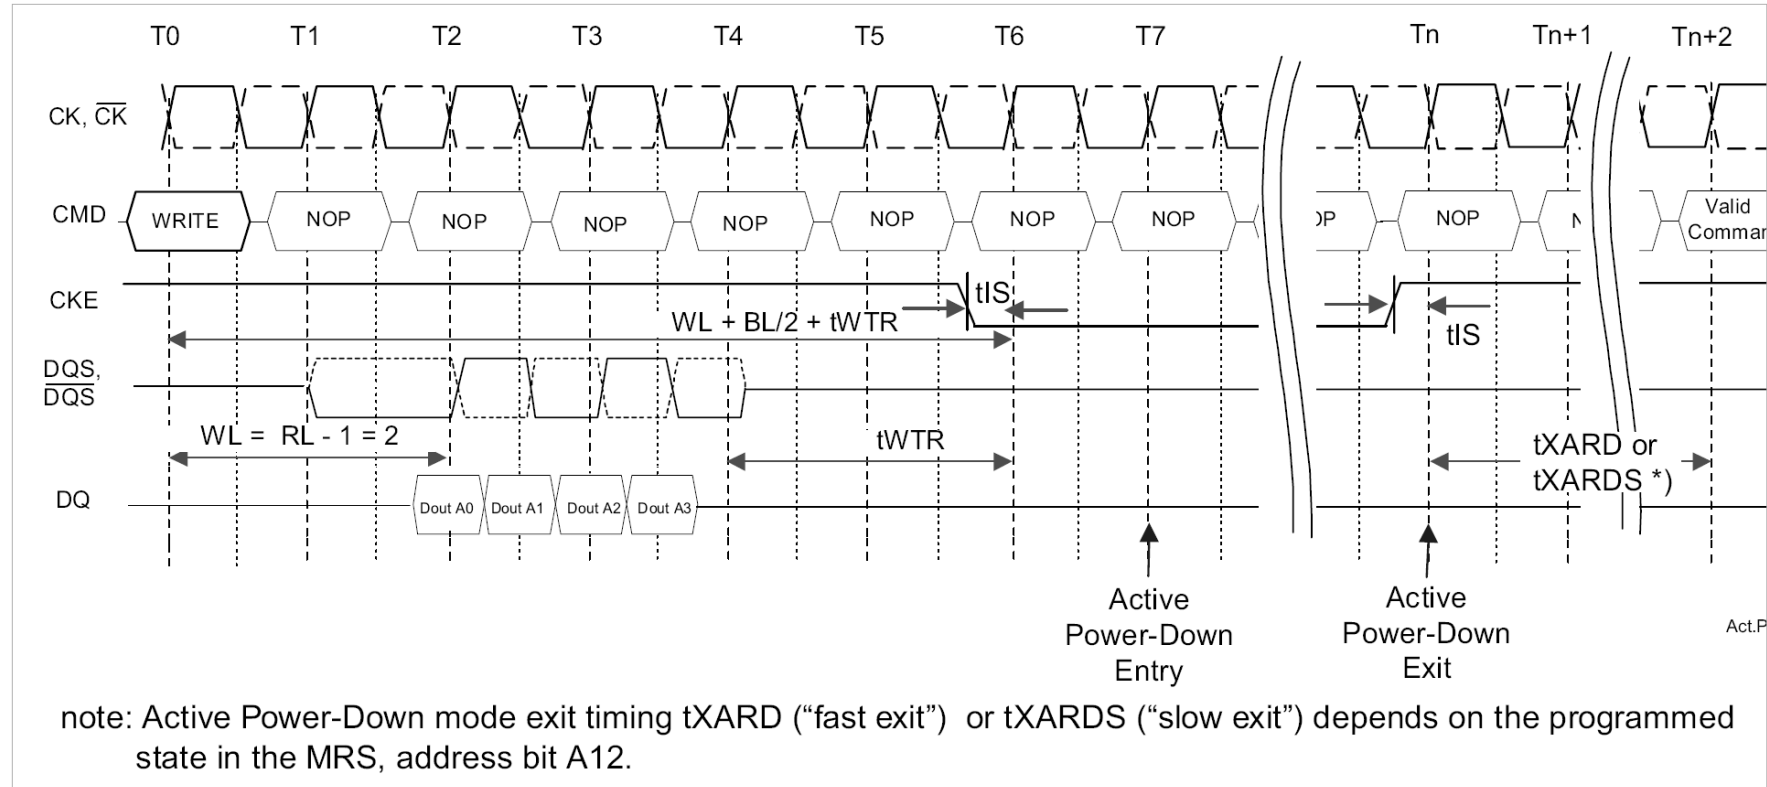 T0 T1 T2 T3 T4 T5 T6 T7 Tn Tn+1 Tn+2
CK, CK
CMD WRITE NOP NOP NOP NOP NOP NOP NOP OP NOP N Valid
Commar
CKE tIS
WL + BL/2 + tWTR tIS
DQS,
DQS
WL = RL - 1 = 2 tWTR tXARD or
tXARDS *)
DQ Dout A0 Dout A1 Dout A2 Dout A3
Active Active
Power-Down Power-Down
Entry Exit
Act.P
note: Active Power-Down mode exit timing tXARD (“fast exit”) or tXARDS (“slow exit”) depends on the programmed
state in the MRS, address bit A12.